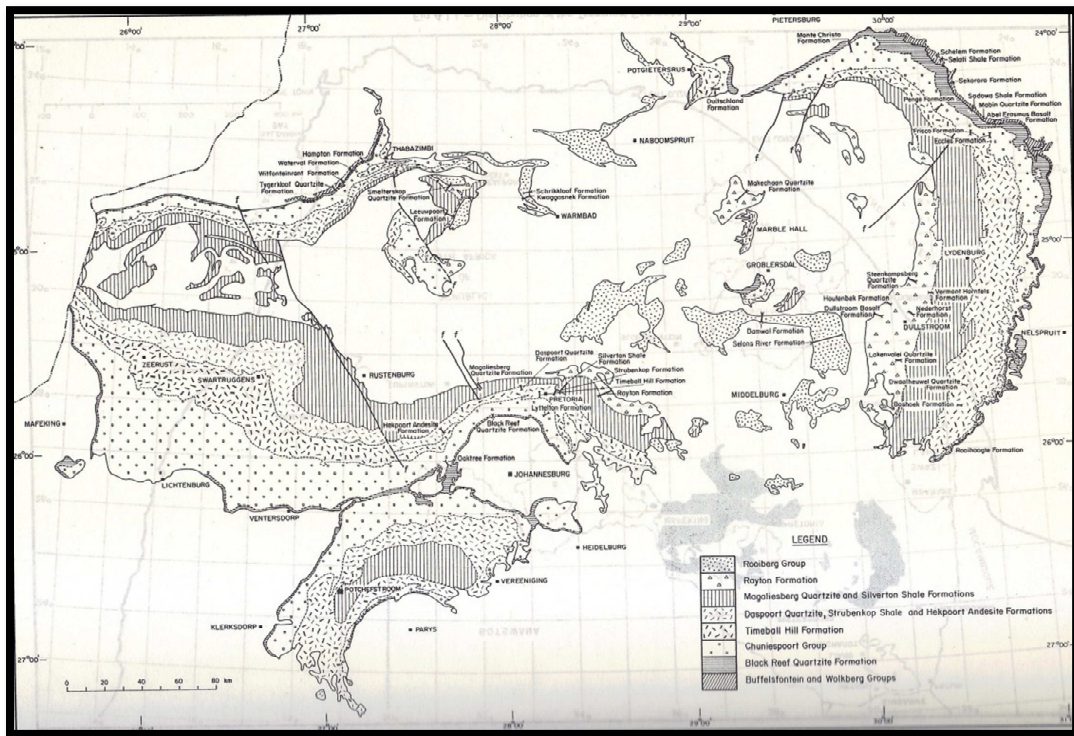 26°00'
27°00'
28°00'
29°00'
PIETERSBURG
30°00'
24°00'
Monte Christo
Formation
Schelem Formation
Selati Shale Formation
Sekororo Formation
Sadowa Shale Formation
Mabin Quartzite Formation
Abel Erasmus Basalt
Formation
Penge Formation
Frisco Formation
Eccles Formation
POTGIETERSRUS
Duitschland
Formation
NABOOMSPRUIT
Hampton Formation
THABAZIMBI
Waterval Formation
Witfonteinrant Formation
Tygerkloof Quartzite
Formation
Smelterskop
Quartzite Formation
Leeuwpoort
Formation
Schrikkloof Formation
Kwaggasnek Formation
WARMBAD
f
f
f
f
Makeckaan Quartzite
Formation
MARBLE HALL
GROBLERSDAL
25°00'
LYDENBURG
Steenkampsberg
Quartzite
Formation
Houtenbek Formation
Dullstroom Basalt
Formation
Vermont Hornfels
Formation
Nederhorst
Formation
DULLSTROOM
NELSPRUIT
Damwal Formation
Selons River Formation
Lakenvalei Quartzite
Formation
Dwaalheuwel Quartzite
Formation
Boshoek Formation
Rooihoogte Formation
26°00'
ZEERUST
SWARTRUGGENS
RUSTENBURG
f
f
Magaliesberg
Quartzite Formation
Daspoort Quartzite
Formation
Silverton Shale
Formation
Strubenkop Formation
Timeball Hill Formation
Rayton Formation
PRETORIA
Lyttelton Formation
MIDDELBURG
Hekpoort Andesite
Formation
Black Reef
Quartzite Formation
Oaktree Formation
MAFEKING
26°00'
LICHTENBURG
JOHANNESBURG
VENTERSDORP
HEIDELBURG
VEREENIGING
POTCHEFSTROOM
KLERKSDORP
PARYS
27°00'
27°00'
0 20 40 60 80 km
LEGEND
Rooiberg Group
Rayton Formation
Magaliesberg Quartzite and Silverton Shale Formations
Daspoort Quartzite, Strubenkop Shale and Hekpoort Andesite Formations
Timeball Hill Formation
Chuniespoort Group
Black Reef Quartzite Formation
Buffelsfontein and Wolkberg Groups
28°00'
29°00'
30°00'